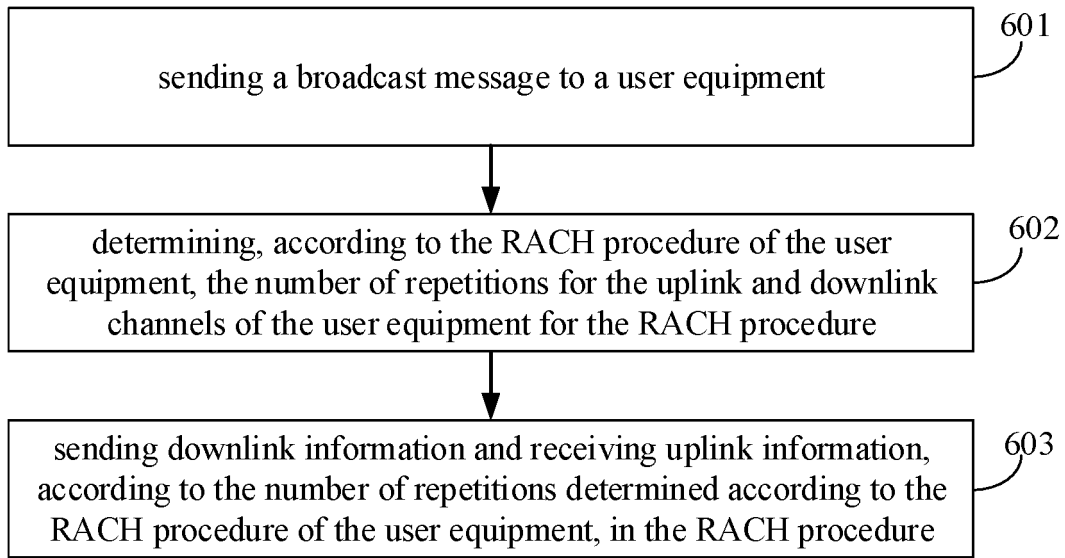 601
sending a broadcast message to a user equipment
602
determining, according to the RACH procedure of the user
equipment, the number of repetitions for the uplink and downlink
channels of the user equipment for the RACH procedure
603
sending downlink information and receiving uplink information,
according to the number of repetitions determined according to the
RACH procedure of the user equipment, in the RACH procedure